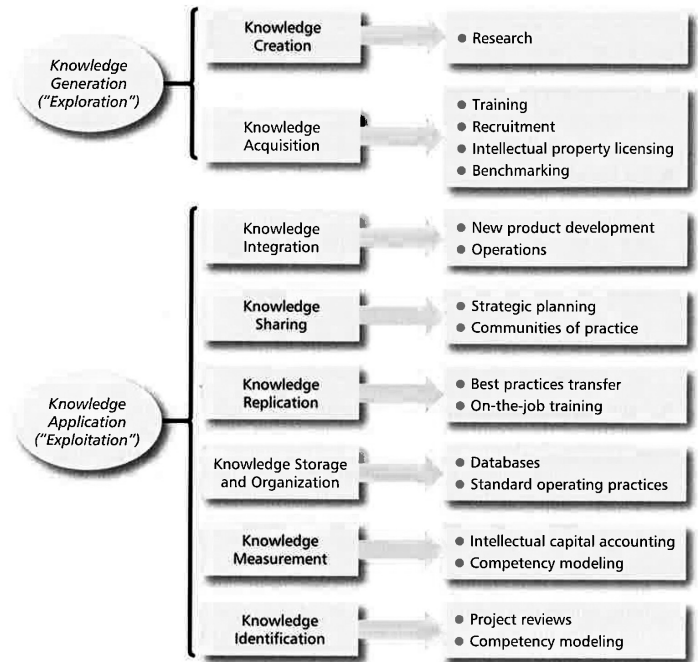 Knowledge
Generation
("Exploration")
Knowledge
Creation
● Research
Knowledge
Acquisition
● Training
● Recruitment
● Intellectual property licensing
● Benchmarking
Knowledge
Application
("Exploitation")
Knowledge
Integration
● New product development
● Operations
Knowledge
Sharing
● Strategic planning
● Communities of practice
Knowledge
Replication
● Best practices transfer
● On-the-job training
Knowledge Storage
and Organization
● Databases
● Standard operating practices
Knowledge
Measurement
● Intellectual capital accounting
● Competency modeling
Knowledge
Identification
● Project reviews
● Competency modeling